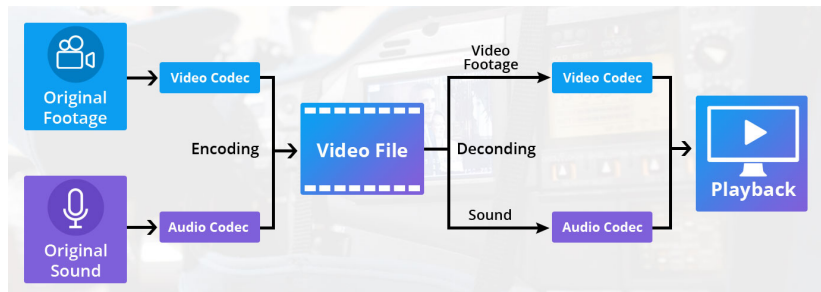 Original
Footage
Video Codec
Encoding
Original
Sound
Audio Codec
Video File
Video
Footage
Deconding
Sound
Video Codec
Audio Codec
Playback